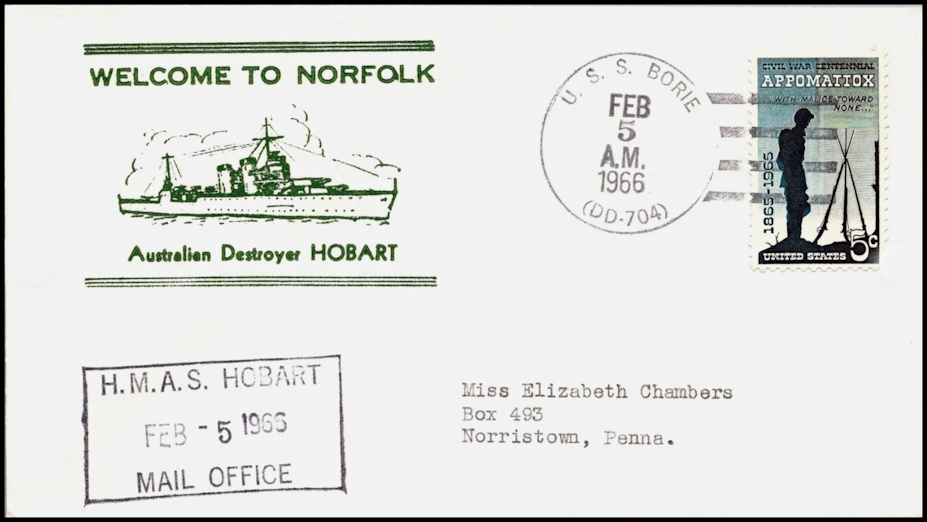 WELCOME TO NORFOLK
Australian Destroyer HOBART
U. S. S. BORIE
FEB
5
A.M.
1966
(DD-704)
CIVIL WAR CENTENNIAL
APPOMATTOX
"WITH MALICE TOWARD
NONE..."
1865-1965
5c
UNITED STATES
H.M.A.S. HOBART
FEB - 5 1966
MAIL OFFICE
Miss Elizabeth Chambers
Box 493
Norristown, Penna.